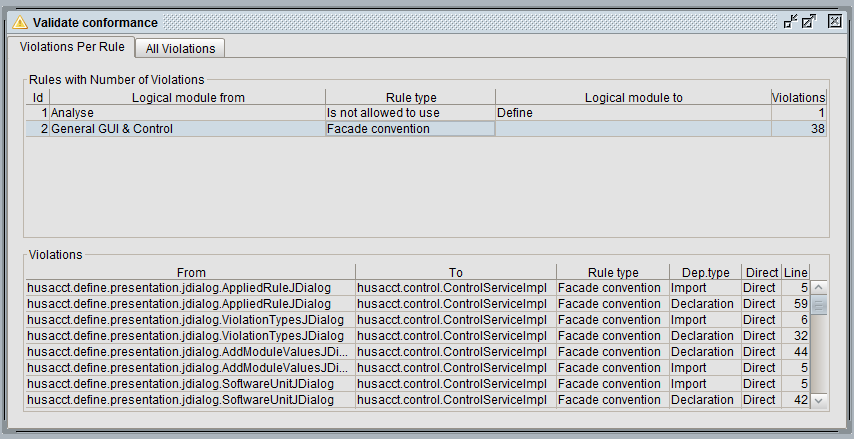 Validate conformance
Violations Per Rule All Violations
Rules with Number of Violations
Id Logical module from Rule type Logical module to Violations
1 Analyse Is not allowed to use Define 1
2 General GUI & Control Facade convention 38
Violations
From To Rule type Dep.type Direct Line
husacct.define.presentation.jdialog.AppliedRuleJDialog husacct.control.ControlServiceImpl Facade convention Import Direct 5
husacct.define.presentation.jdialog.AppliedRuleJDialog husacct.control.ControlServiceImpl Facade convention Declaration Direct 59
husacct.define.presentation.jdialog.ViolationTypesJDialog husacct.control.ControlServiceImpl Facade convention Import Direct 6
husacct.define.presentation.jdialog.ViolationTypesJDialog husacct.control.ControlServiceImpl Facade convention Declaration Direct 32
husacct.define.presentation.jdialog.AddModuleValuesJDi... husacct.control.ControlServiceImpl Facade convention Declaration Direct 44
husacct.define.presentation.jdialog.AddModuleValuesJDi... husacct.control.ControlServiceImpl Facade convention Import Direct 5
husacct.define.presentation.jdialog.SoftwareUnitJDialog husacct.control.ControlServiceImpl Facade convention Import Direct 5
husacct.define.presentation.jdialog.SoftwareUnitJDialog husacct.control.ControlServiceImpl Facade convention Declaration Direct 42